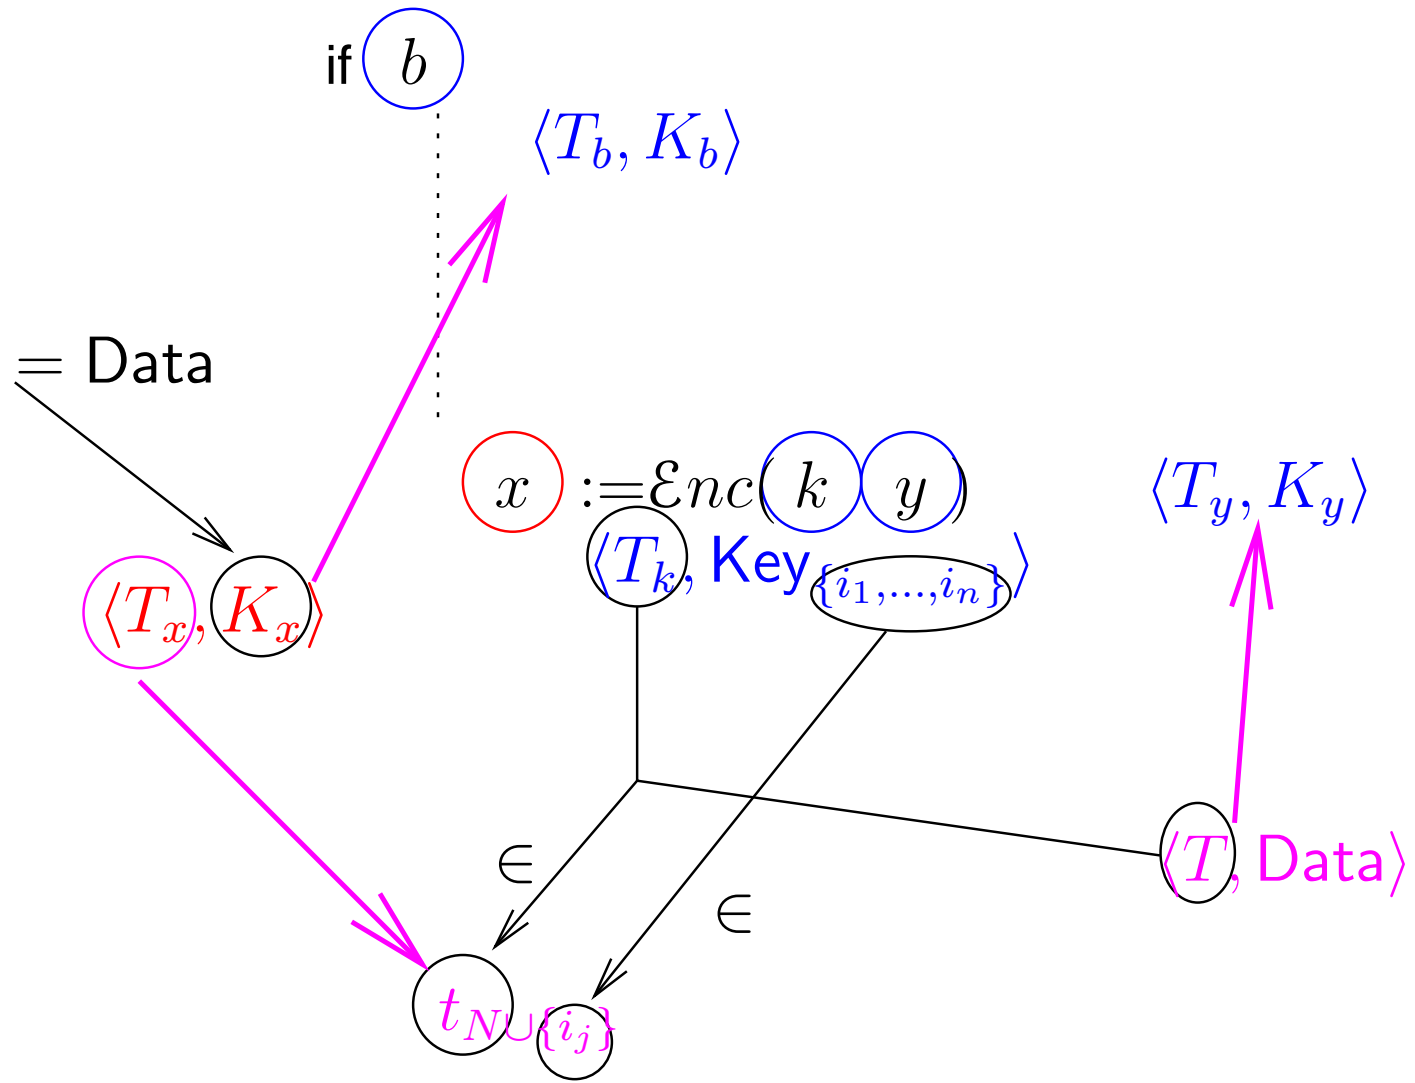 if b
⟨T_b, K_b⟩
= Data
x := Enc( k y )
⟨T_y, K_y⟩
⟨T_k, Key_{{i_1,...,i_n}}⟩
⟨T_x, K_x⟩
∈
⟨T, Data⟩
∈
t_{N∪{i_j}}